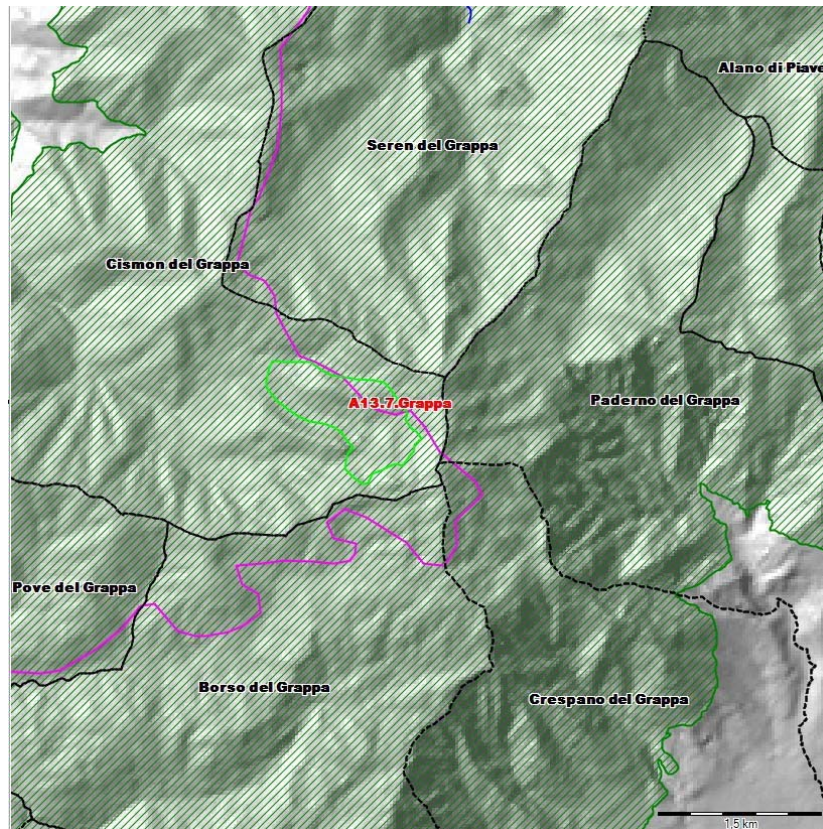 Alano di Piave
Seren del Grappa
Cismon del Grappa
A13.7.Grappa
Paderno del Grappa
Pove del Grappa
Borso del Grappa
Crespano del Grappa
1,5 km